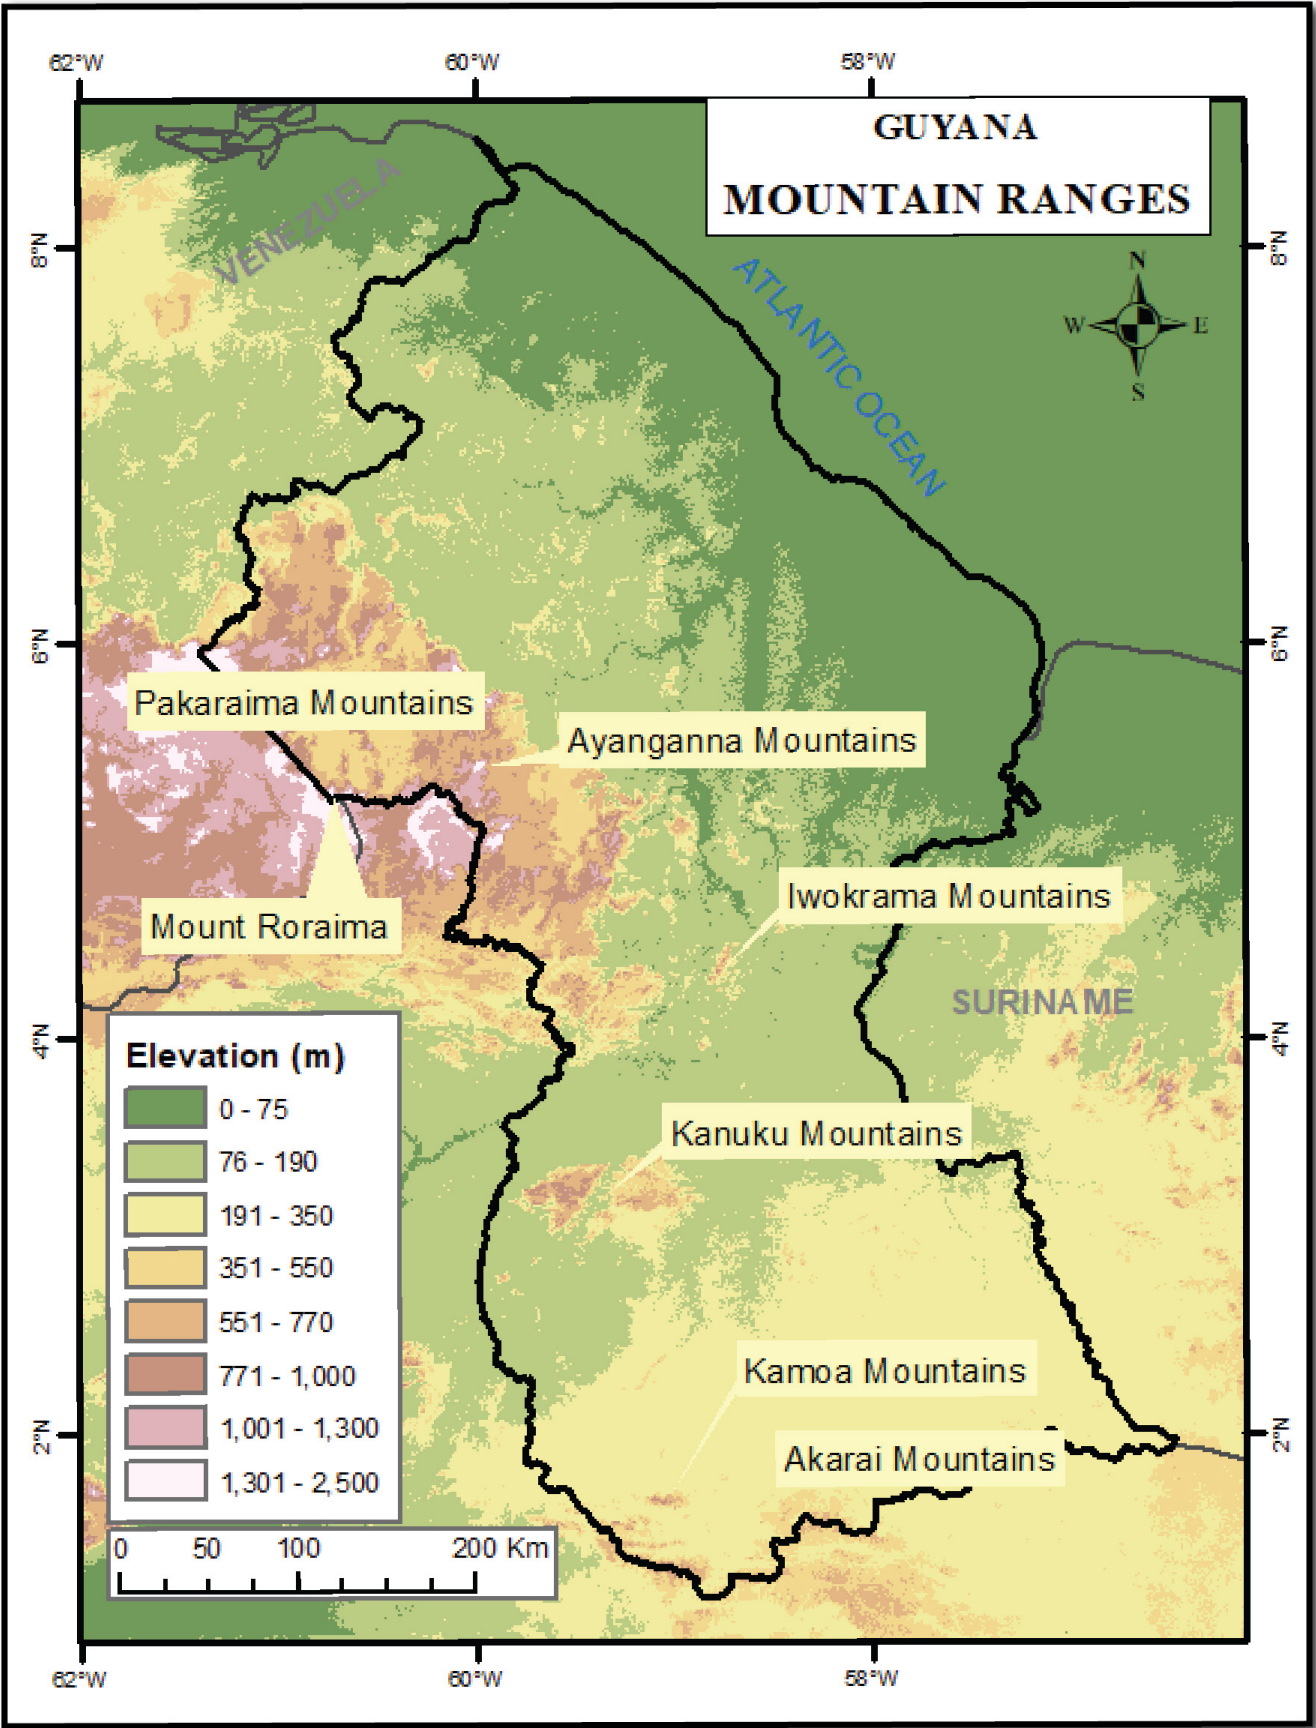 62°W 60°W 58°W
GUYANA
MOUNTAIN RANGES
VENEZUELA
8°N 8°N
ATLANTIC OCEAN
N
W E
S
6°N 6°N
Pakaraima Mountains
Ayanganna Mountains
Iwokrama Mountains
Mount Roraima
SURINAME
4°N 4°N
Kanuku Mountains
Kamoa Mountains
Akarai Mountains
2°N 2°N
Elevation (m)
0 - 75
76 - 190
191 - 350
351 - 550
551 - 770
771 - 1,000
1,001 - 1,300
1,301 - 2,500
0 50 100 200 Km
62°W 60°W 58°W